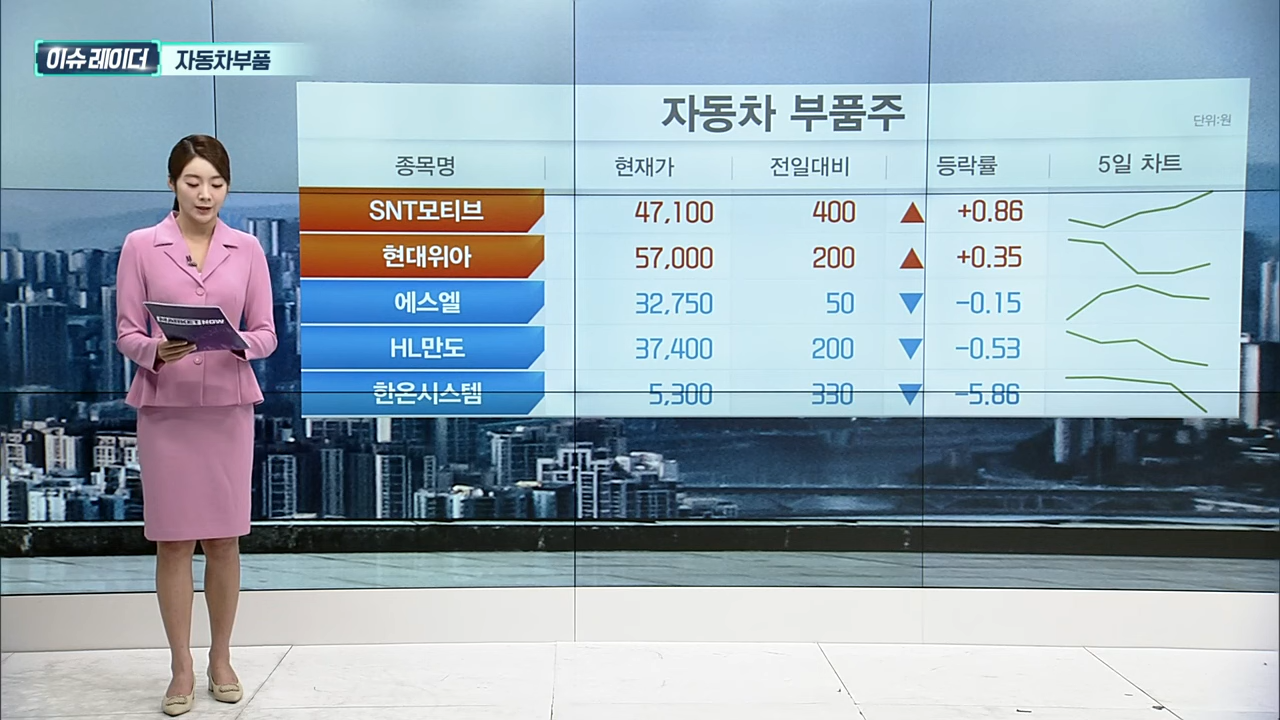 이슈 레이더 자동차부품
자동차 부품주
단위:원
종목명 현재가 전일대비 등락률 5일 차트
SNT모티브 47,100 400 ▲ +0.86
현대위아 57,000 200 ▲ +0.35
에스엘 32,750 50 ▼ -0.15
HL만도 37,400 200 ▼ -0.53
한온시스템 5,300 330 ▼ -5.86
MARKET NOW